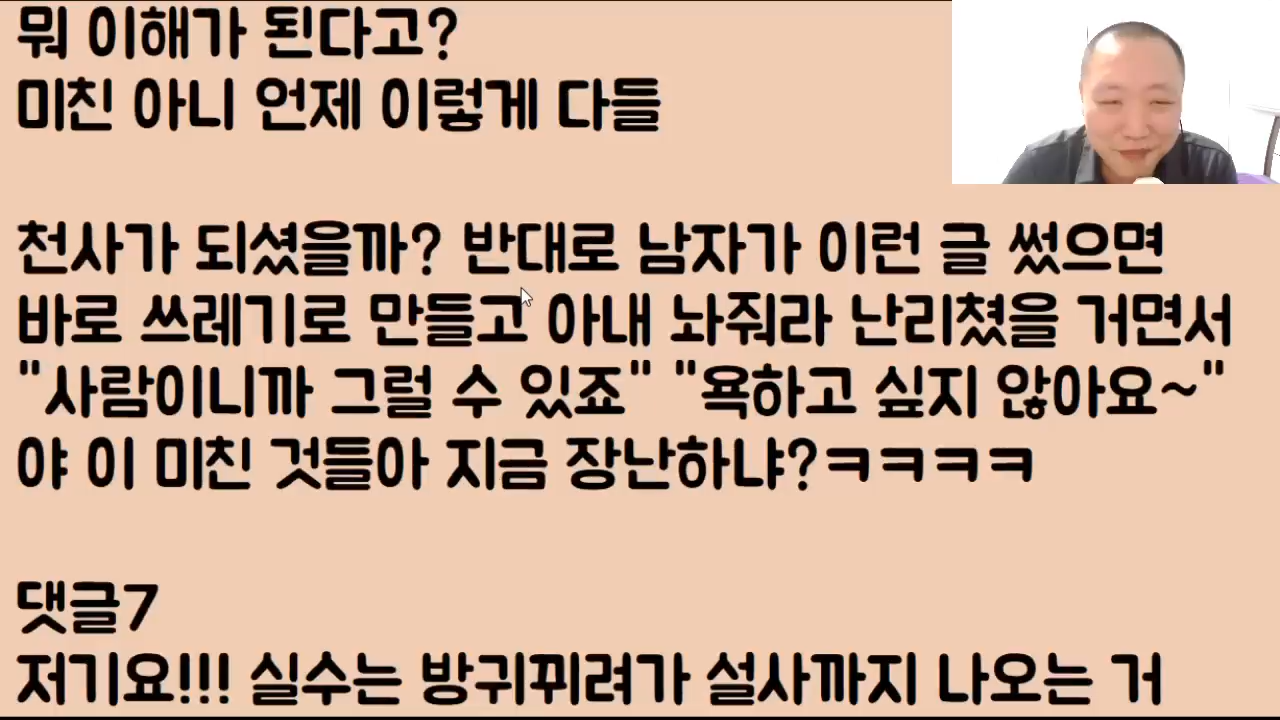 뭐 이해가 된다고?
미친 아니 언제 이렇게 다들
천사가 되셨을까? 반대로 남자가 이런 글 썼으면
바로 쓰레기로 만들고 아내 놔줘라 난리쳤을 거면서
"사람이니까 그럴 수 있죠" "욕하고 싶지 않아요~"
야 이 미친 것들아 지금 장난하냐?ㅋㅋㅋㅋ
댓글7
저기요!!! 실수는 방귀뀌려가 설사까지 나오는 거